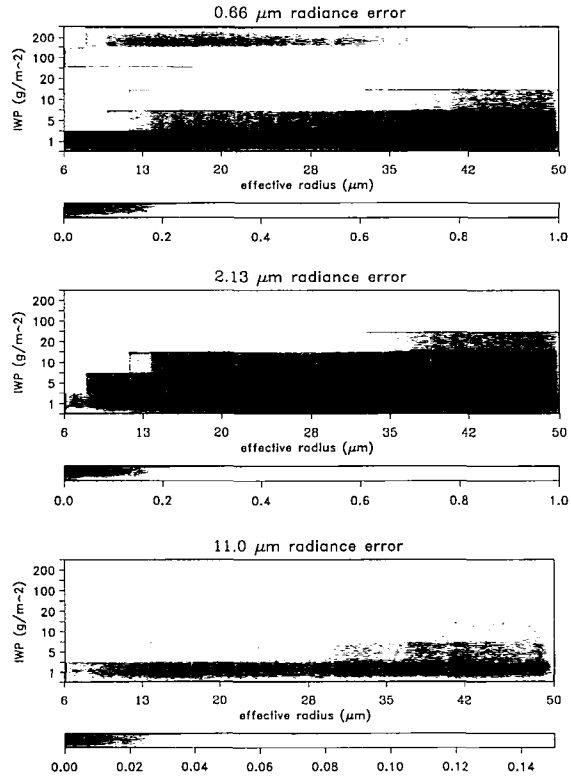 0.66 μm radiance error
IWP (g/m^2)
200
100
20
10
5
1
6 13 20 28 35 42 50
effective radius (μm)
0.0 0.2 0.4 0.6 0.8 1.0
2.13 μm radiance error
IWP (g/m^2)
200
100
20
10
5
1
6 13 20 28 35 42 50
effective radius (μm)
0.0 0.2 0.4 0.6 0.8 1.0
11.0 μm radiance error
IWP (g/m^2)
200
100
20
10
5
1
6 13 20 28 35 42 50
effective radius (μm)
0.00 0.02 0.04 0.06 0.08 0.10 0.12 0.14